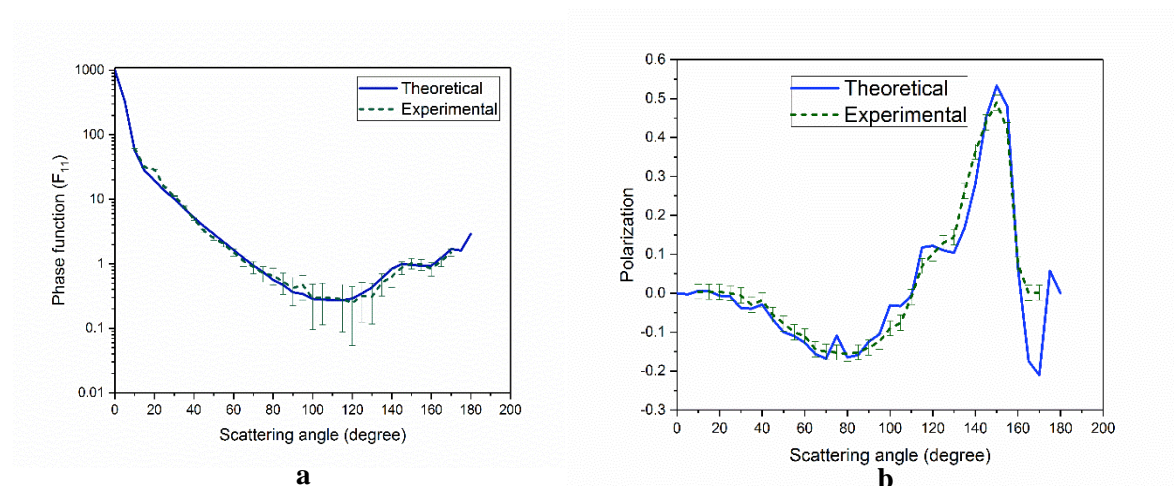 1000
100
10
1
0.1
0.01
Phase function (F₁₁)
Theoretical
Experimental
0 20 40 60 80 100 120 140 160 180 200
Scattering angle (degree)
a
0.6
0.5
0.4
0.3
0.2
0.1
0.0
-0.1
-0.2
-0.3
Polarization
Theoretical
Experimental
0 20 40 60 80 100 120 140 160 180 200
Scattering angle (degree)
b